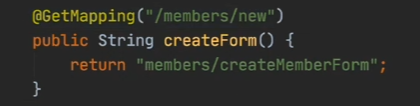 @GetMapping("/members/new")
public String createForm() {
    return "members/createMemberForm";
}